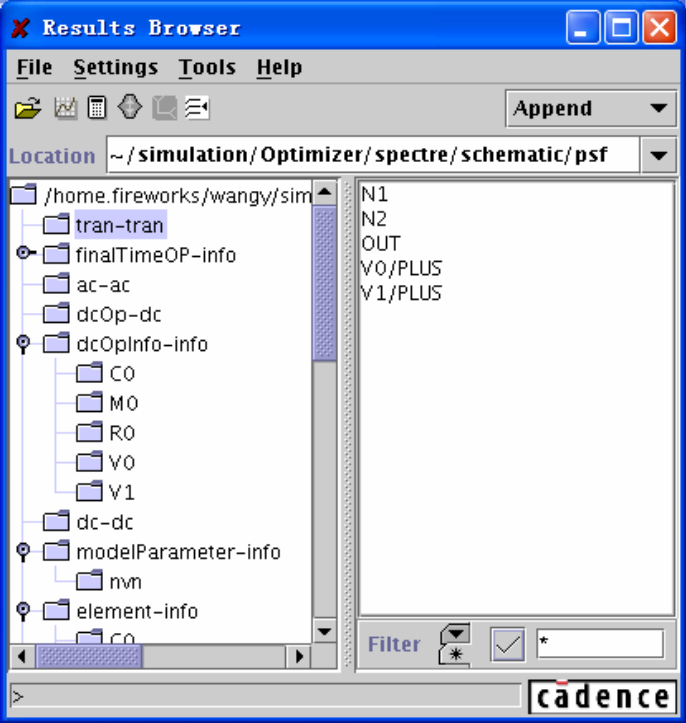 Results Browser
File Settings Tools Help
Append
Location ~/simulation/Optimizer/spectre/schematic/psf
/home.fireworks/wangy/sim
tran-tran
finalTimeOP-info
ac-ac
dcOp-dc
dcOpInfo-info
C0
M0
R0
V0
V1
dc-dc
modelParameter-info
nvn
element-info
C0
N1
N2
OUT
V0/PLUS
V1/PLUS
Filter *
>
cadence